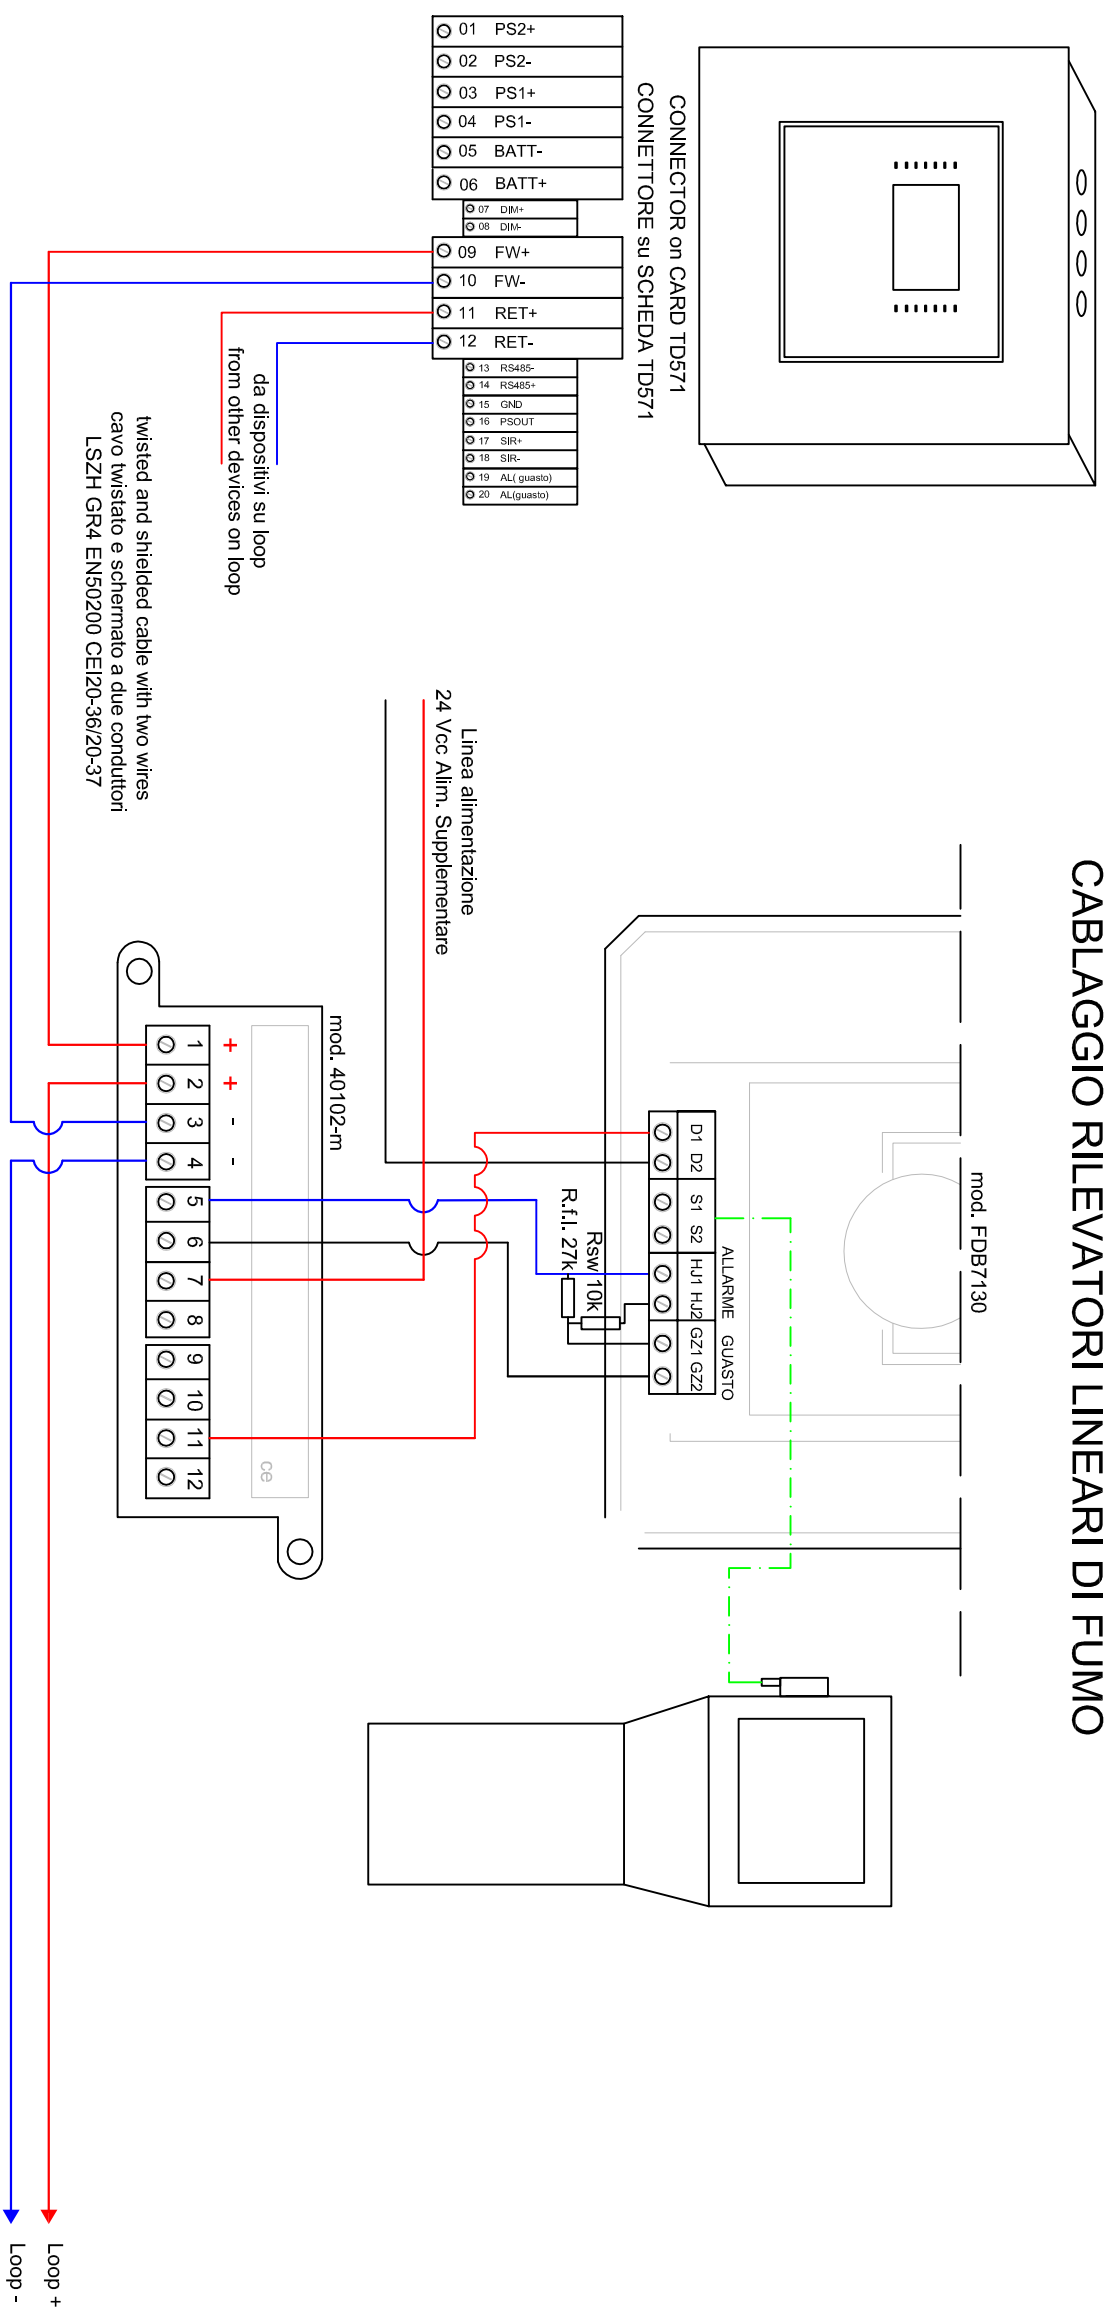 CABLAGGIO RILEVATORI LINEARI DI FUMO
CONNECTOR on CARD TD571
CONNETTORE su SCHEDA TD571
01 PS2+
02 PS2-
03 PS1+
04 PS1-
05 BATT-
06 BATT+
07 DIM+
08 DIM-
09 FW+
10 FW-
11 RET+
12 RET-
13 RS485-
14 RS485+
15 GND
16 PSOUT
17 SIR+
18 SIR-
19 AL( guasto)
20 AL(guasto)
da dispositivi su loop
from other devices on loop
twisted and shielded cable with two wires
cavo twistato e schermato a due conduttori
LSZH GR4 EN50200 CEI20-36/20-37
Linea alimentazione
24 Vcc Alim. Supplementare
mod. FDB7130
ALLARME GUASTO
D1 D2 S1 S2 HJ1 HJ2 GZ1 GZ2
Rsw 10k
R.f.l. 27k
mod. 40102-m
ce
+ + - -
1 2 3 4 5 6 7 8 9 10 11 12
Loop +
Loop -